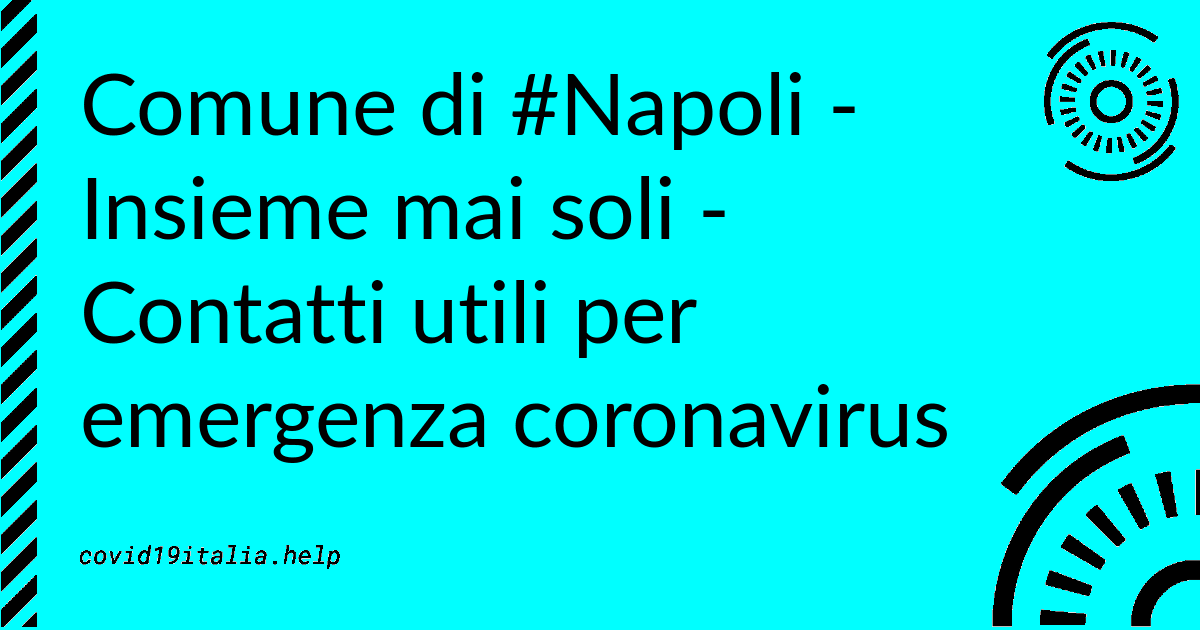 Comune di #Napoli -
Insieme mai soli -
Contatti utili per
emergenza coronavirus
covid19italia.help